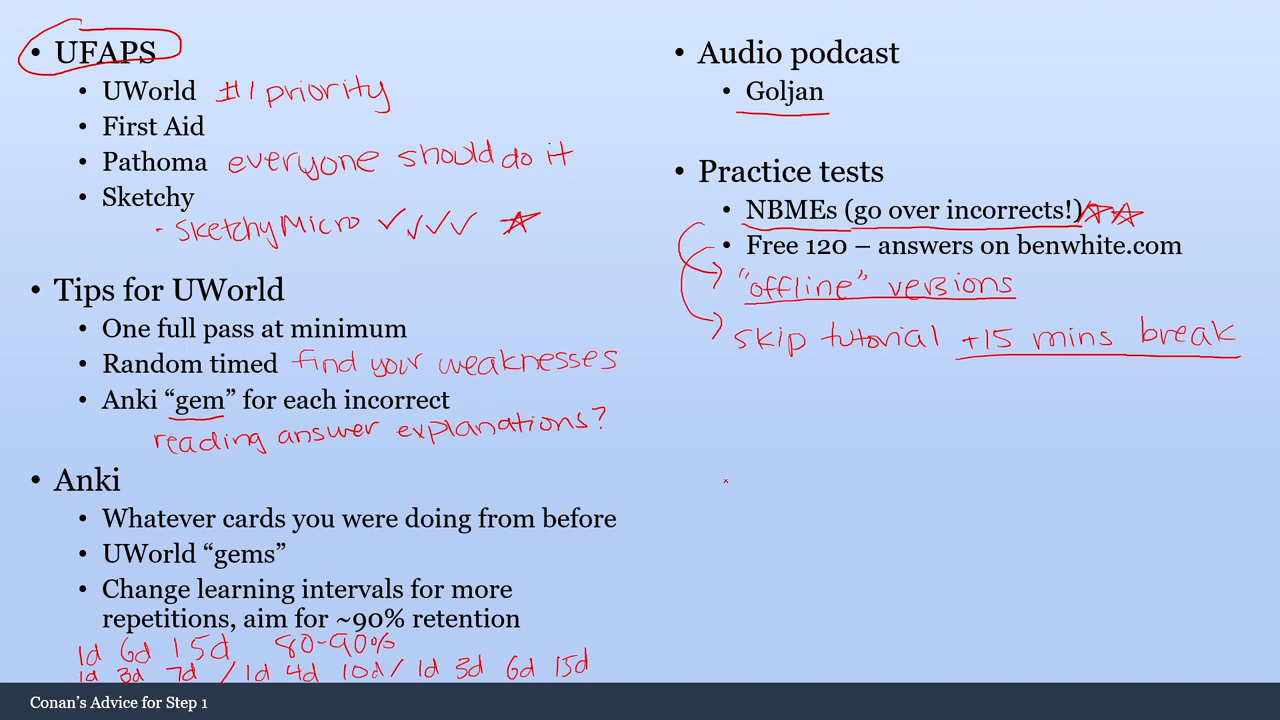 • UFAPS
• UWorld #1 priority
• First Aid
• Pathoma everyone should do it
• Sketchy
- SketchyMicro ✓✓✓✓ ☆
• Tips for UWorld
• One full pass at minimum
• Random timed find your weaknesses
• Anki “gem” for each incorrect
reading answer explanations?
• Anki
• Whatever cards you were doing from before
• UWorld “gems”
• Change learning intervals for more
repetitions, aim for ~90% retention
1d 6d 15d 80-90%
1d 3d 7d / 1d 4d 10d / 1d 3d 6d 15d
• Audio podcast
• Goljan
• Practice tests
• NBMEs (go over incorrects!) ☆☆
• Free 120 – answers on benwhite.com
"offline" versions
skip tutorial +15 mins break
Conan’s Advice for Step 1